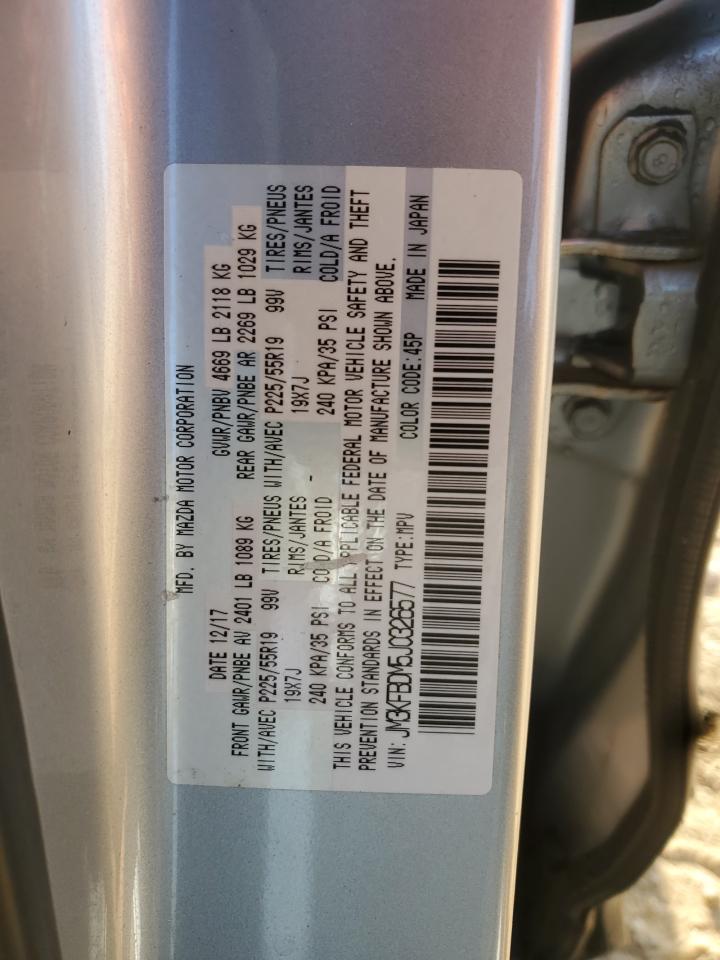 MFD. BY MAZDA MOTOR CORPORATION
DATE 12/17 GVWR/PNBV 4669 LB 2118 KG
FRONT GAWR/PNBE AV 2401 LB 1089 KG REAR GAWR/PNBE AR 2269 LB 1029 KG
WITH/AVEC P225/55R19 99V TIRES/PNEUS WITH/AVEC P225/55R19 99V TIRES/PNEUS
19X7J RIMS/JANTES 19X7J RIMS/JANTES
240 KPA/35 PSI COLD/A FROID 240 KPA/35 PSI COLD/A FROID
THIS VEHICLE CONFORMS TO ALL APPLICABLE FEDERAL MOTOR VEHICLE SAFETY AND THEFT
PREVENTION STANDARDS IN EFFECT ON THE DATE OF MANUFACTURE SHOWN ABOVE.
VIN: JM3KFBDM5J0326577 TYPE:MPV COLOR CODE:45P MADE IN JAPAN